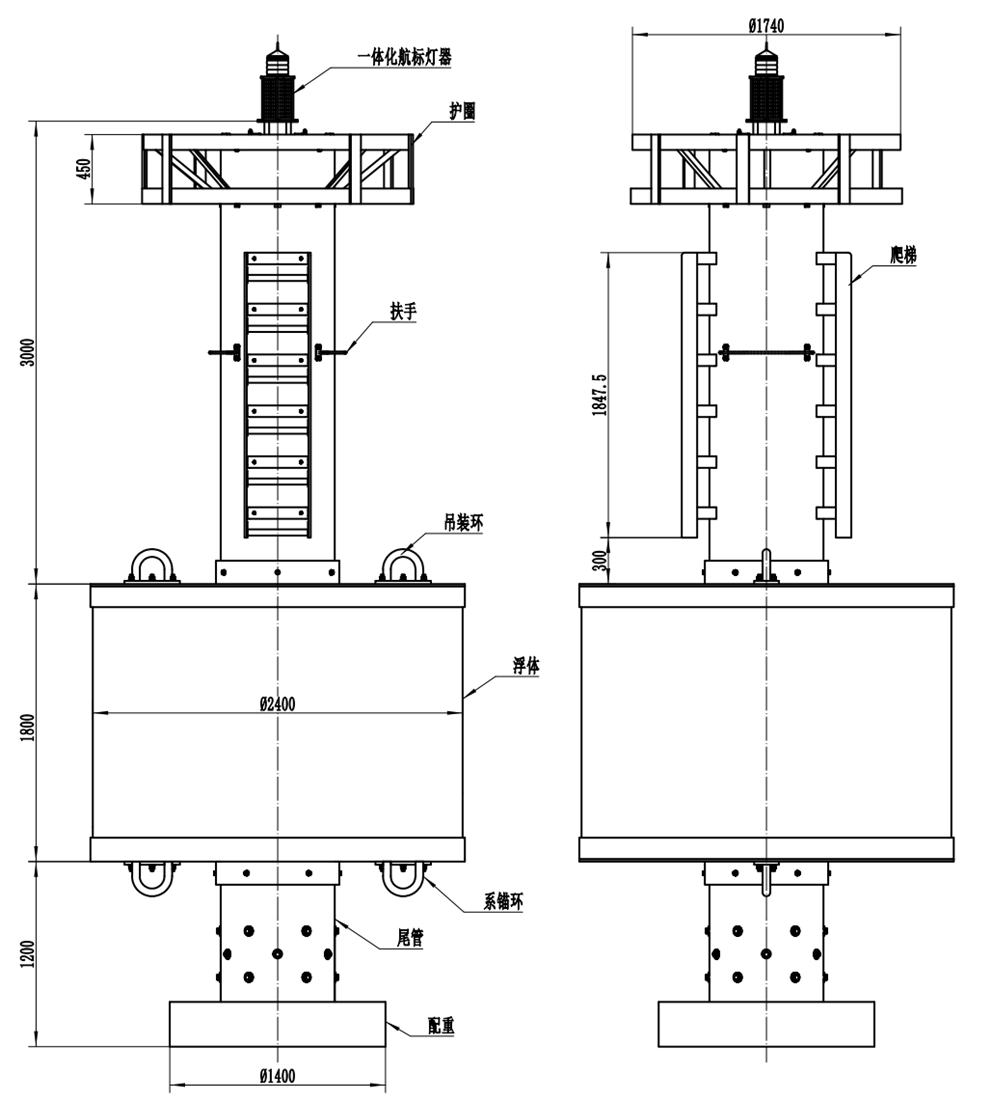 Ø1740
一体化航标灯器
护圈
450
爬梯
扶手
3000
1847.5
吊装环
300
浮体
Ø2400
1800
系锚环
尾管
1200
配重
Ø1400